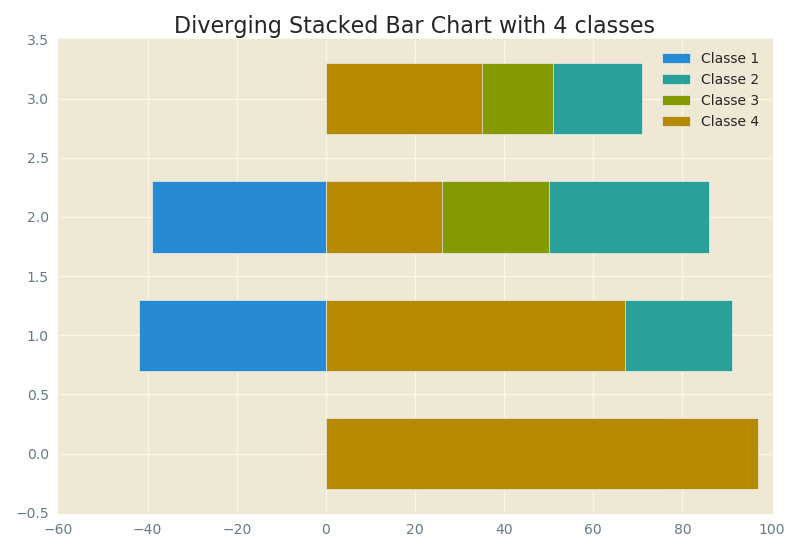 Diverging Stacked Bar Chart with 4 classes
3.5
3.0
2.5
2.0
1.5
1.0
0.5
0.0
−0.5
−60 −40 −20 0 20 40 60 80 100
Classe 1
Classe 2
Classe 3
Classe 4